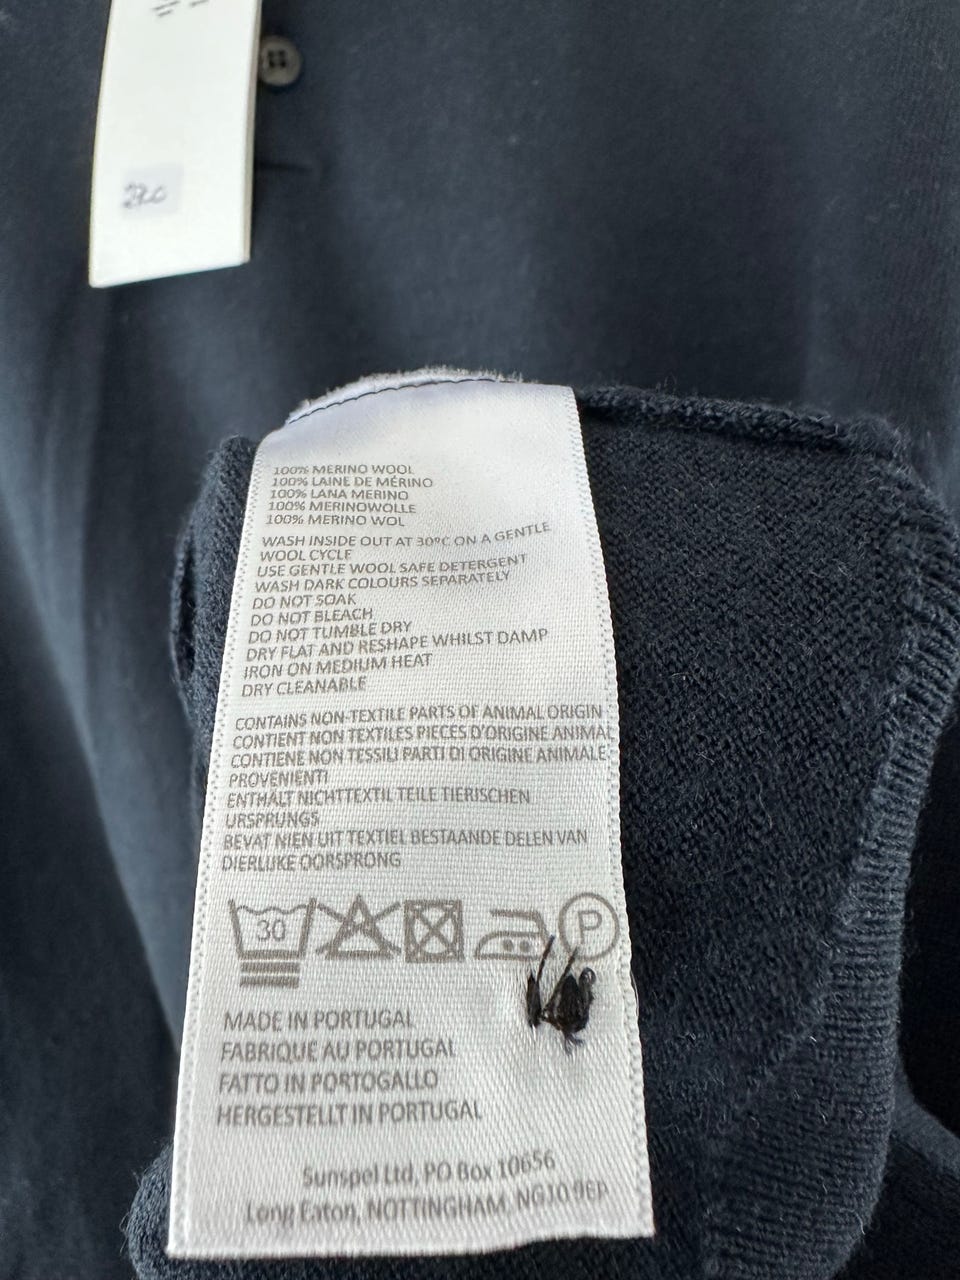 100% MERINO WOOL
100% LAINE DE MÉRINO
100% LANA MERINO
100% MERINOWOLLE
100% MERINO WOL
WASH INSIDE OUT AT 30ºC ON A GENTLE
WOOL CYCLE
USE GENTLE WOOL SAFE DETERGENT
WASH DARK COLOURS SEPARATELY
DO NOT SOAK
DO NOT BLEACH
DO NOT TUMBLE DRY
DRY FLAT AND RESHAPE WHILST DAMP
IRON ON MEDIUM HEAT
DRY CLEANABLE
CONTAINS NON-TEXTILE PARTS OF ANIMAL ORIGIN
CONTIENT NON TEXTILES PIECES D'ORIGINE ANIMAL
CONTIENE NON TESSILI PARTI DI ORIGINE ANIMALE
PROVENIENTI
ENTHÄLT NICHTTEXTIL TEILE TIERISCHEN
URSPRUNGS
BEVAT NIEN UIT TEXTIEL BESTAANDE DELEN VAN
DIERLIJKE OORSPRONG
30 P
MADE IN PORTUGAL
FABRIQUE AU PORTUGAL
FATTO IN PORTOGALLO
HERGESTELLT IN PORTUGAL
Sunspel Ltd, PO Box 10656
Long Eaton, NOTTINGHAM, NG10 9EP